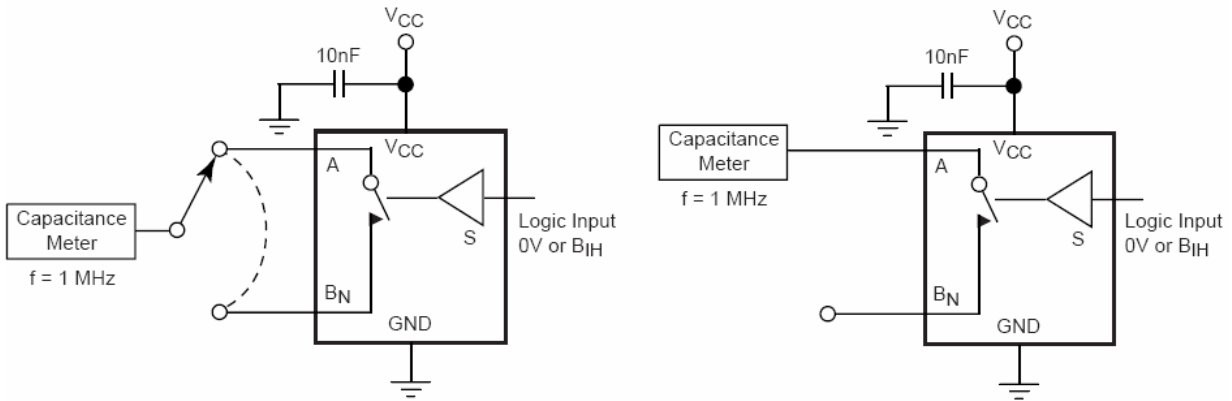 VCC
10nF
VCC
A
Capacitance
Meter
f = 1 MHz
S
Logic Input
0V or BIH
BN
GND
VCC
10nF
Capacitance
Meter
f = 1 MHz
VCC
A
S
Logic Input
0V or BIH
BN
GND